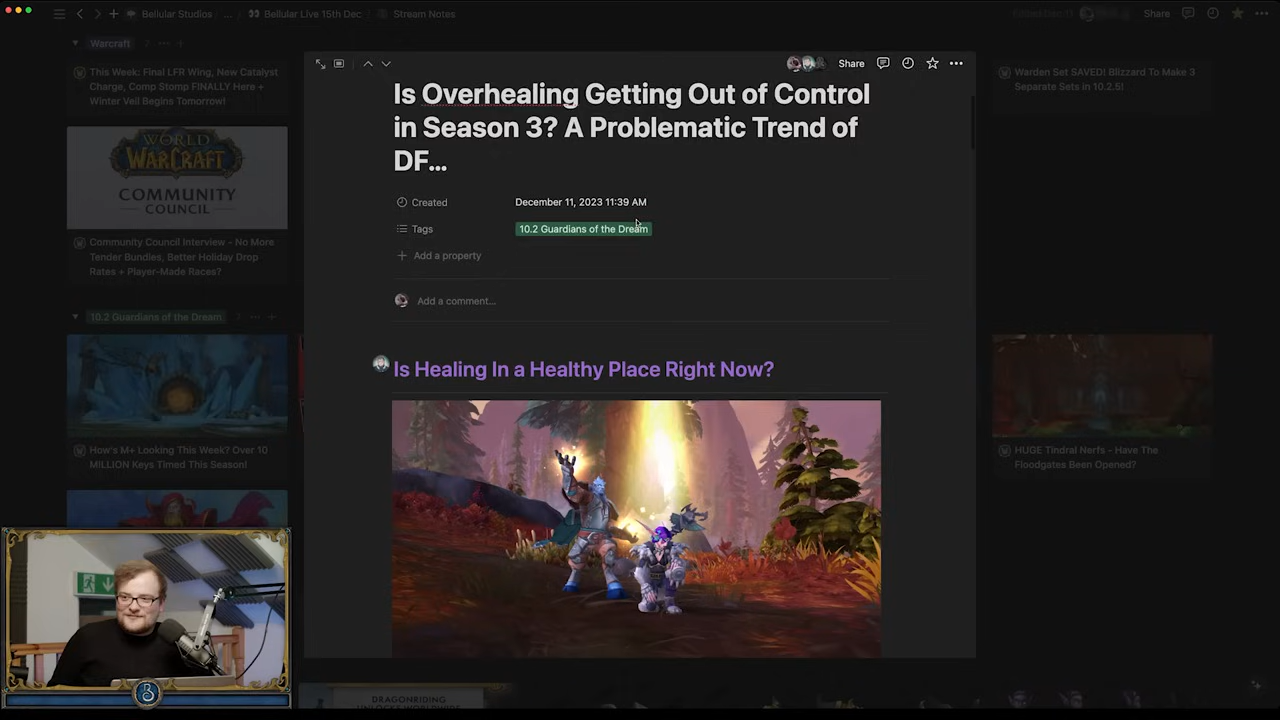 Bellular Studios
...
Bellular Live 15th Dec
Stream Notes
Share
Warcraft
This Week: Final LFR Wing, New Catalyst
Charge, Comp Stomp FINALLY Here +
Winter Veil Begins Tomorrow!
WORLD
WARCRAFT
COMMUNITY
COUNCIL
Community Council Interview - No More
Tender Bundles, Better Holiday Drop
Rates + Player-Made Races?
10.2 Guardians of the Dream
How's M+ Looking This Week? Over 10
MILLION Keys Timed This Season!
Share
Is Overhealing Getting Out of Control
in Season 3? A Problematic Trend of
DF...
Created
December 11, 2023 11:39 AM
Tags
10.2 Guardians of the Dream
Add a property
Add a comment...
Is Healing In a Healthy Place Right Now?
Warden Set SAVED! Blizzard To Make 3
Separate Sets in 10.2.5!
HUGE Tindral Nerfs - Have The
Floodgates Been Opened?
B
DRAGONRIDING